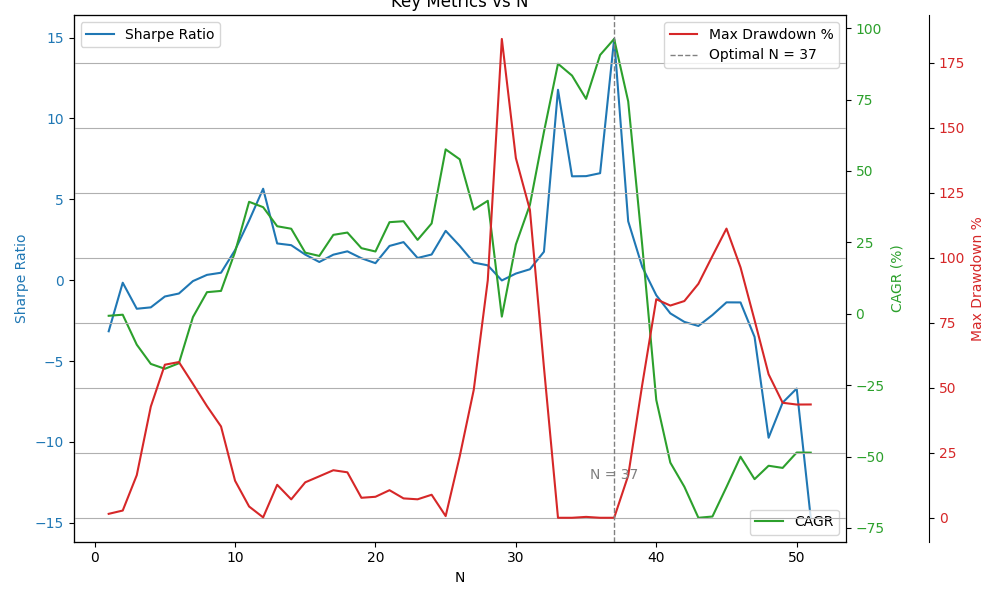 Key Metrics vs N
Sharpe Ratio
Max Drawdown %
Optimal N = 37
CAGR
N = 37
15
10
5
0
−5
−10
−15
Sharpe Ratio
0
10
20
30
40
50
N
100
75
50
25
0
−25
−50
−75
CAGR (%)
175
150
125
100
75
50
25
0
Max Drawdown %